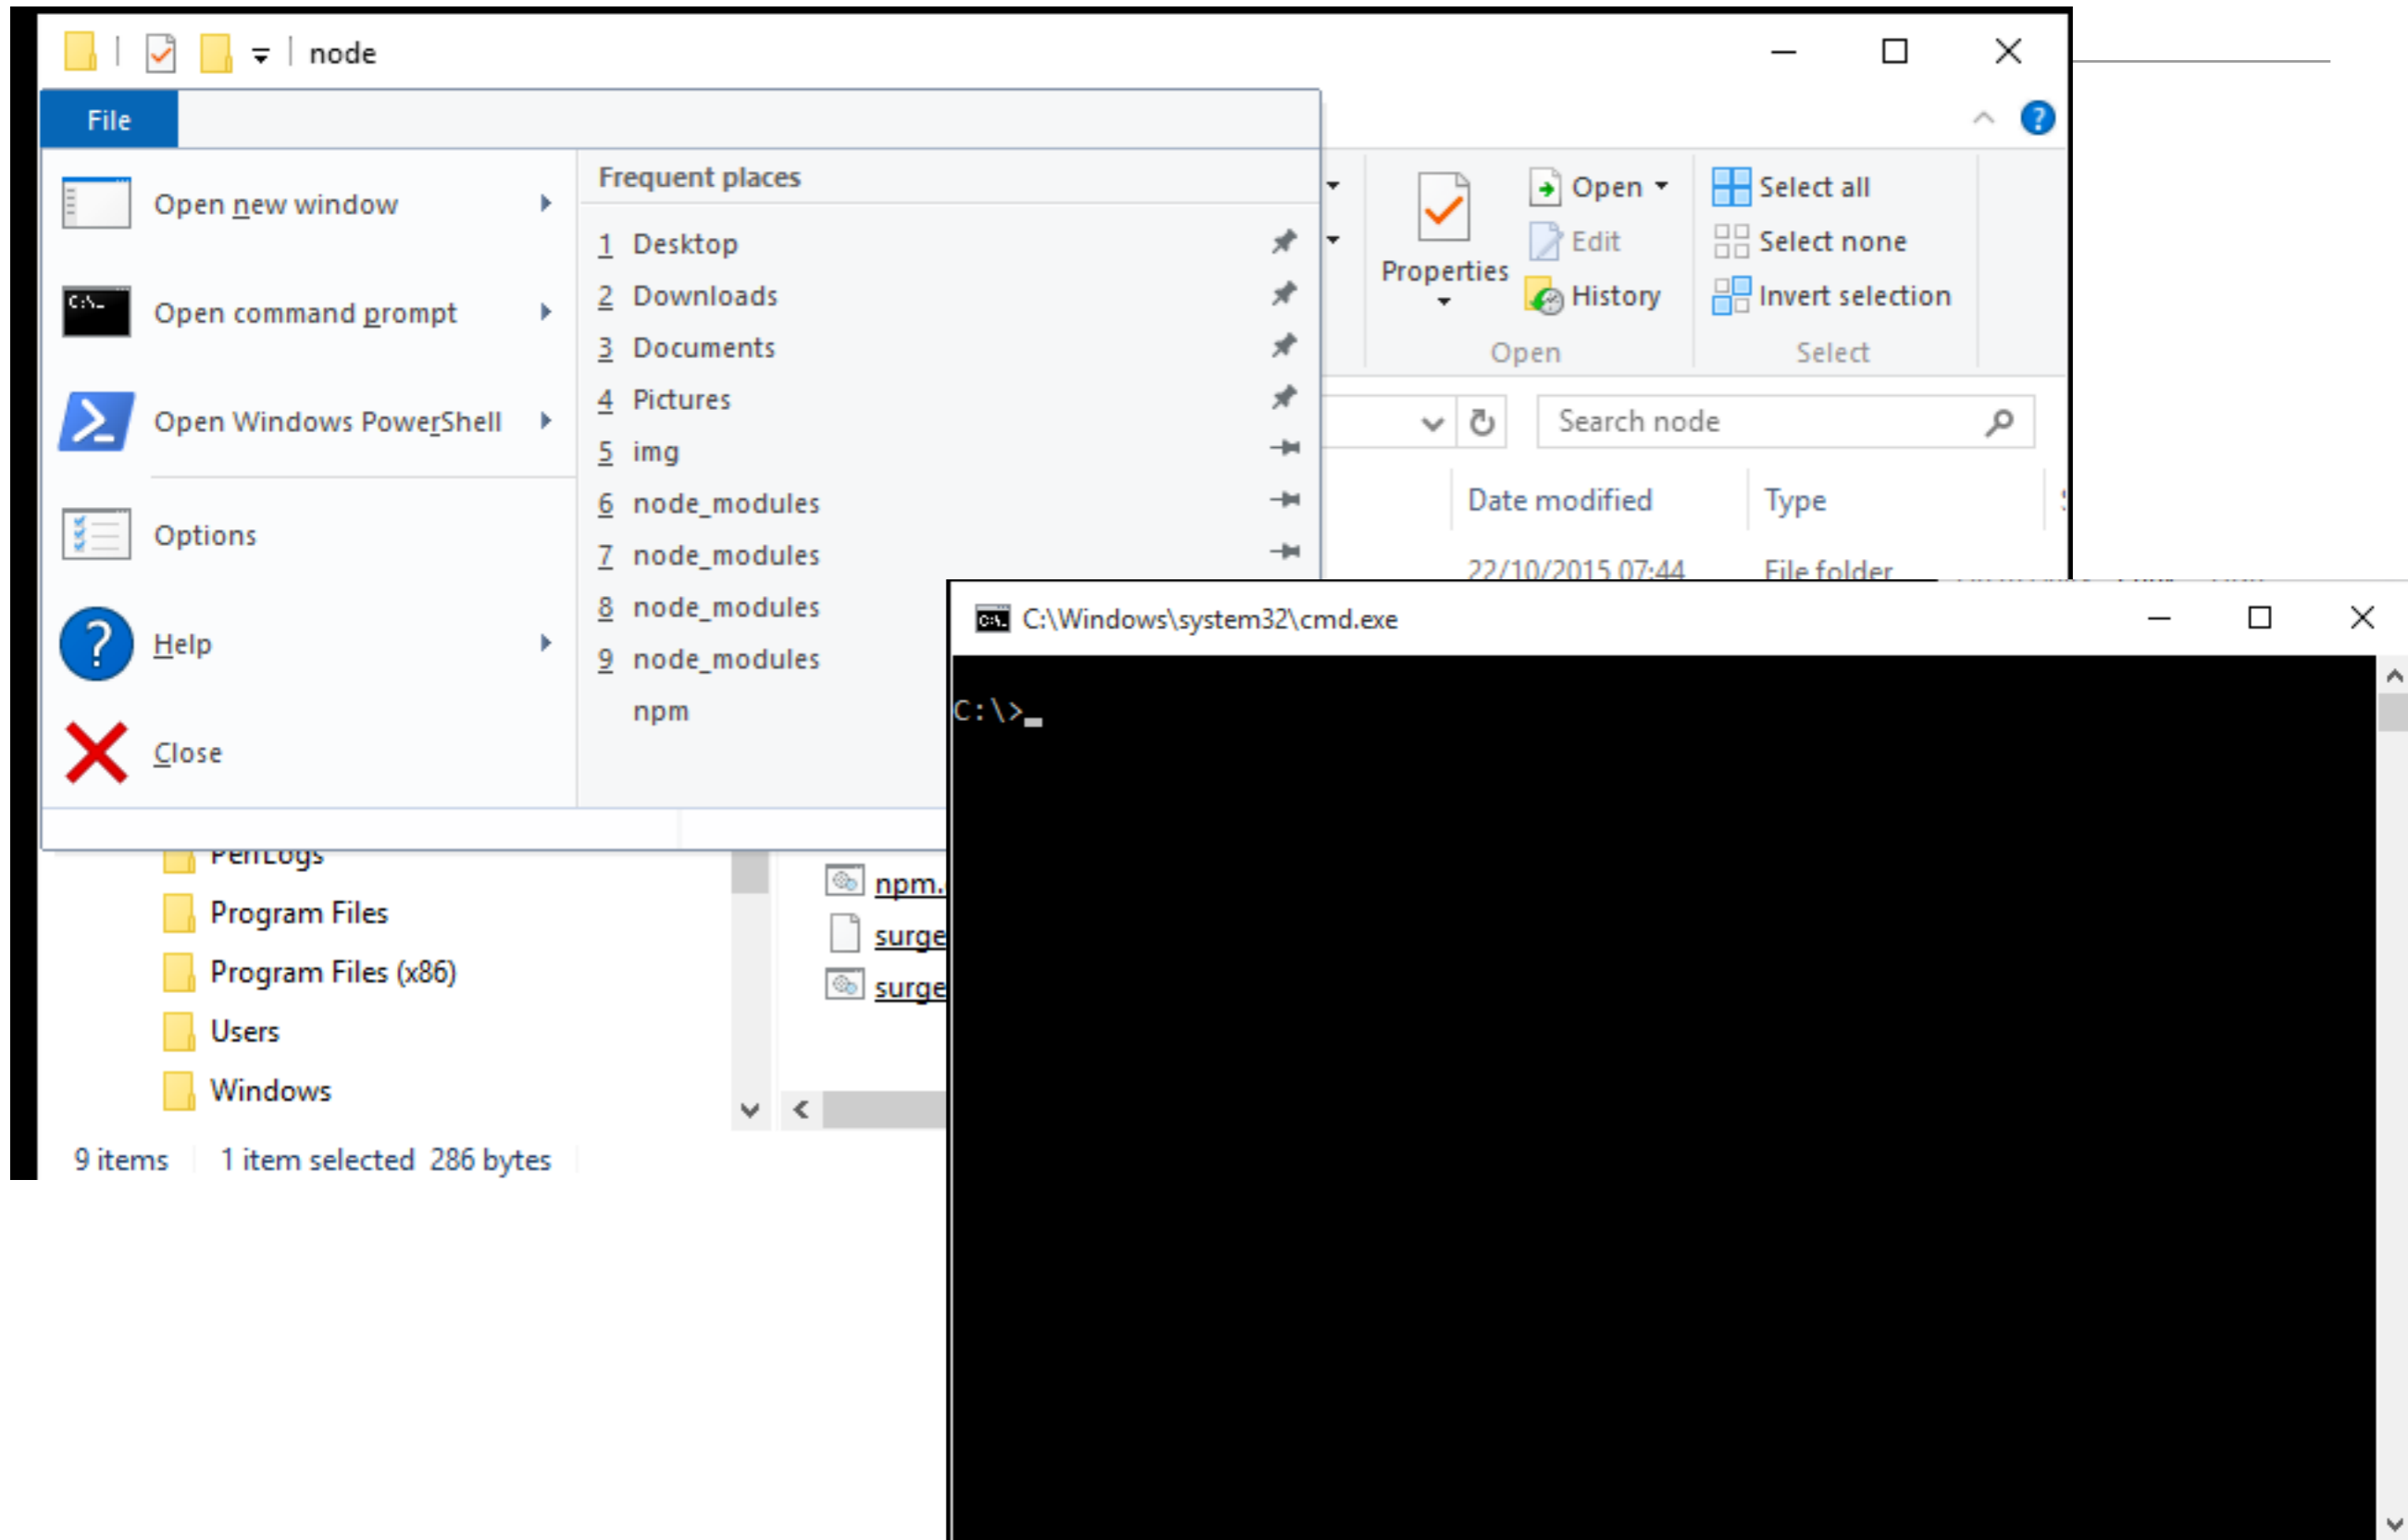 node
File
Open new window
Open command prompt
Open Windows PowerShell
Options
Help
Close
Frequent places
1 Desktop
2 Downloads
3 Documents
4 Pictures
5 img
6 node_modules
7 node_modules
8 node_modules
9 node_modules
npm
Properties
Open
Edit
History
Open
Select all
Select none
Invert selection
Select
Search node
Date modified
Type
22/10/2015 07:44
File folder
PerfLogs
Program Files
Program Files (x86)
Users
Windows
npm.
surge
surge
9 items
1 item selected 286 bytes
C:\Windows\system32\cmd.exe
C:\>_